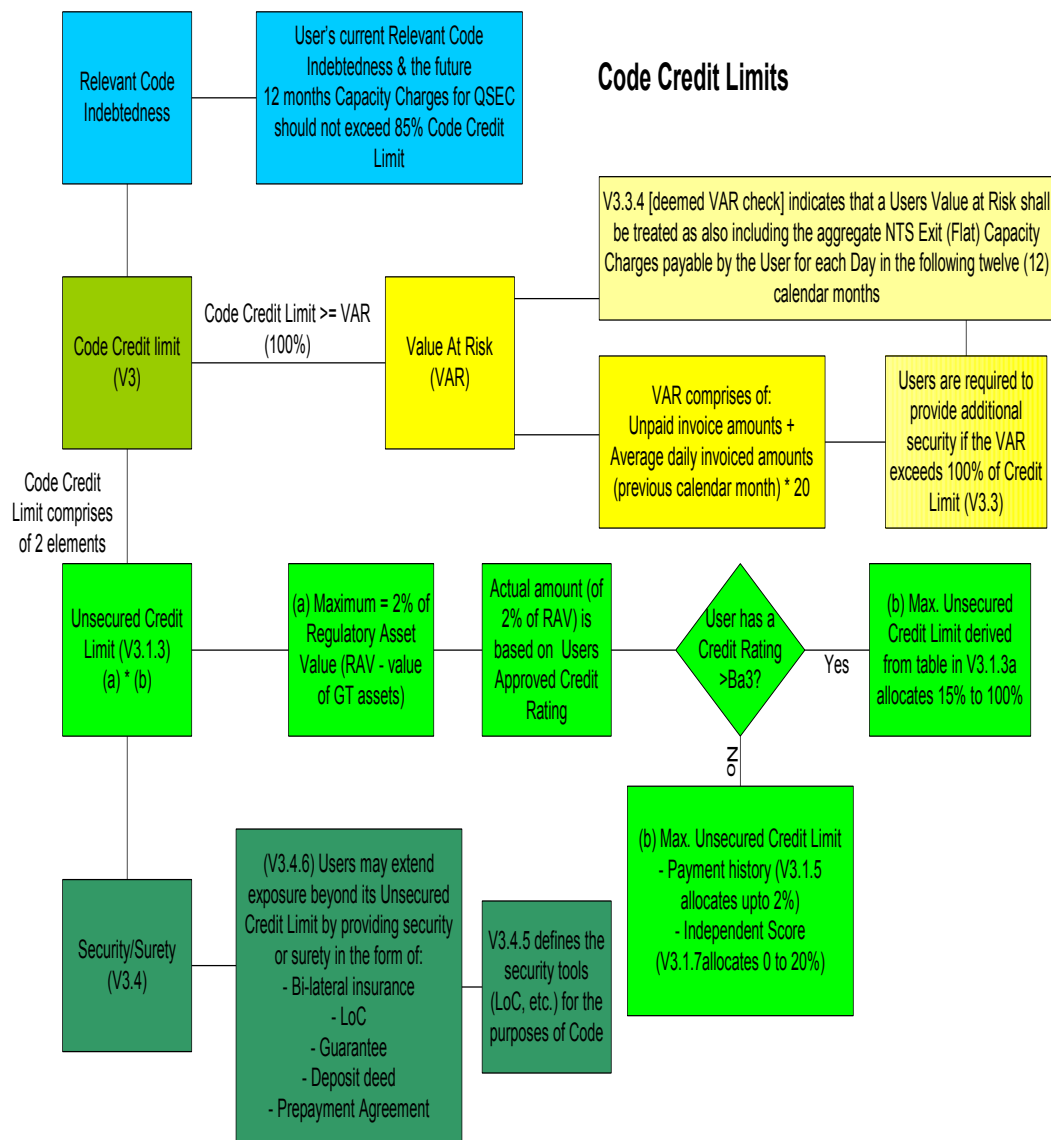 Code Credit Limits
Relevant Code
Indebtedness
User's current Relevant Code
Indebtedness & the future
12 months Capacity Charges for QSEC
should not exceed 85% Code Credit
Limit
V3.3.4 [deemed VAR check] indicates that a Users Value at Risk shall
be treated as also including the aggregate NTS Exit (Flat) Capacity
Charges payable by the User for each Day in the following twelve (12)
calendar months
Code Credit limit
(V3)
Code Credit Limit >= VAR
(100%)
Value At Risk
(VAR)
VAR comprises of:
Unpaid invoice amounts +
Average daily invoiced amounts
(previous calendar month) * 20
Users are required to
provide additional
security if the VAR
exceeds 100% of Credit
Limit (V3.3)
Code Credit
Limit comprises
of 2 elements
Unsecured Credit
Limit (V3.1.3)
(a) * (b)
(a) Maximum = 2% of
Regulatory Asset
Value (RAV - value
of GT assets)
Actual amount (of
2% of RAV) is
based on Users
Approved Credit
Rating
User has a
Credit Rating
>Ba3?
Yes
(b) Max. Unsecured
Credit Limit derived
from table in V3.1.3a
allocates 15% to 100%
No
(b) Max. Unsecured Credit Limit
- Payment history (V3.1.5
allocates upto 2%)
- Independent Score
(V3.1.7allocates 0 to 20%)
Security/Surety
(V3.4)
(V3.4.6) Users may extend
exposure beyond its Unsecured
Credit Limit by providing security
or surety in the form of:
- Bi-lateral insurance
- LoC
- Guarantee
- Deposit deed
- Prepayment Agreement
V3.4.5 defines the
security tools
(LoC, etc.) for the
purposes of Code